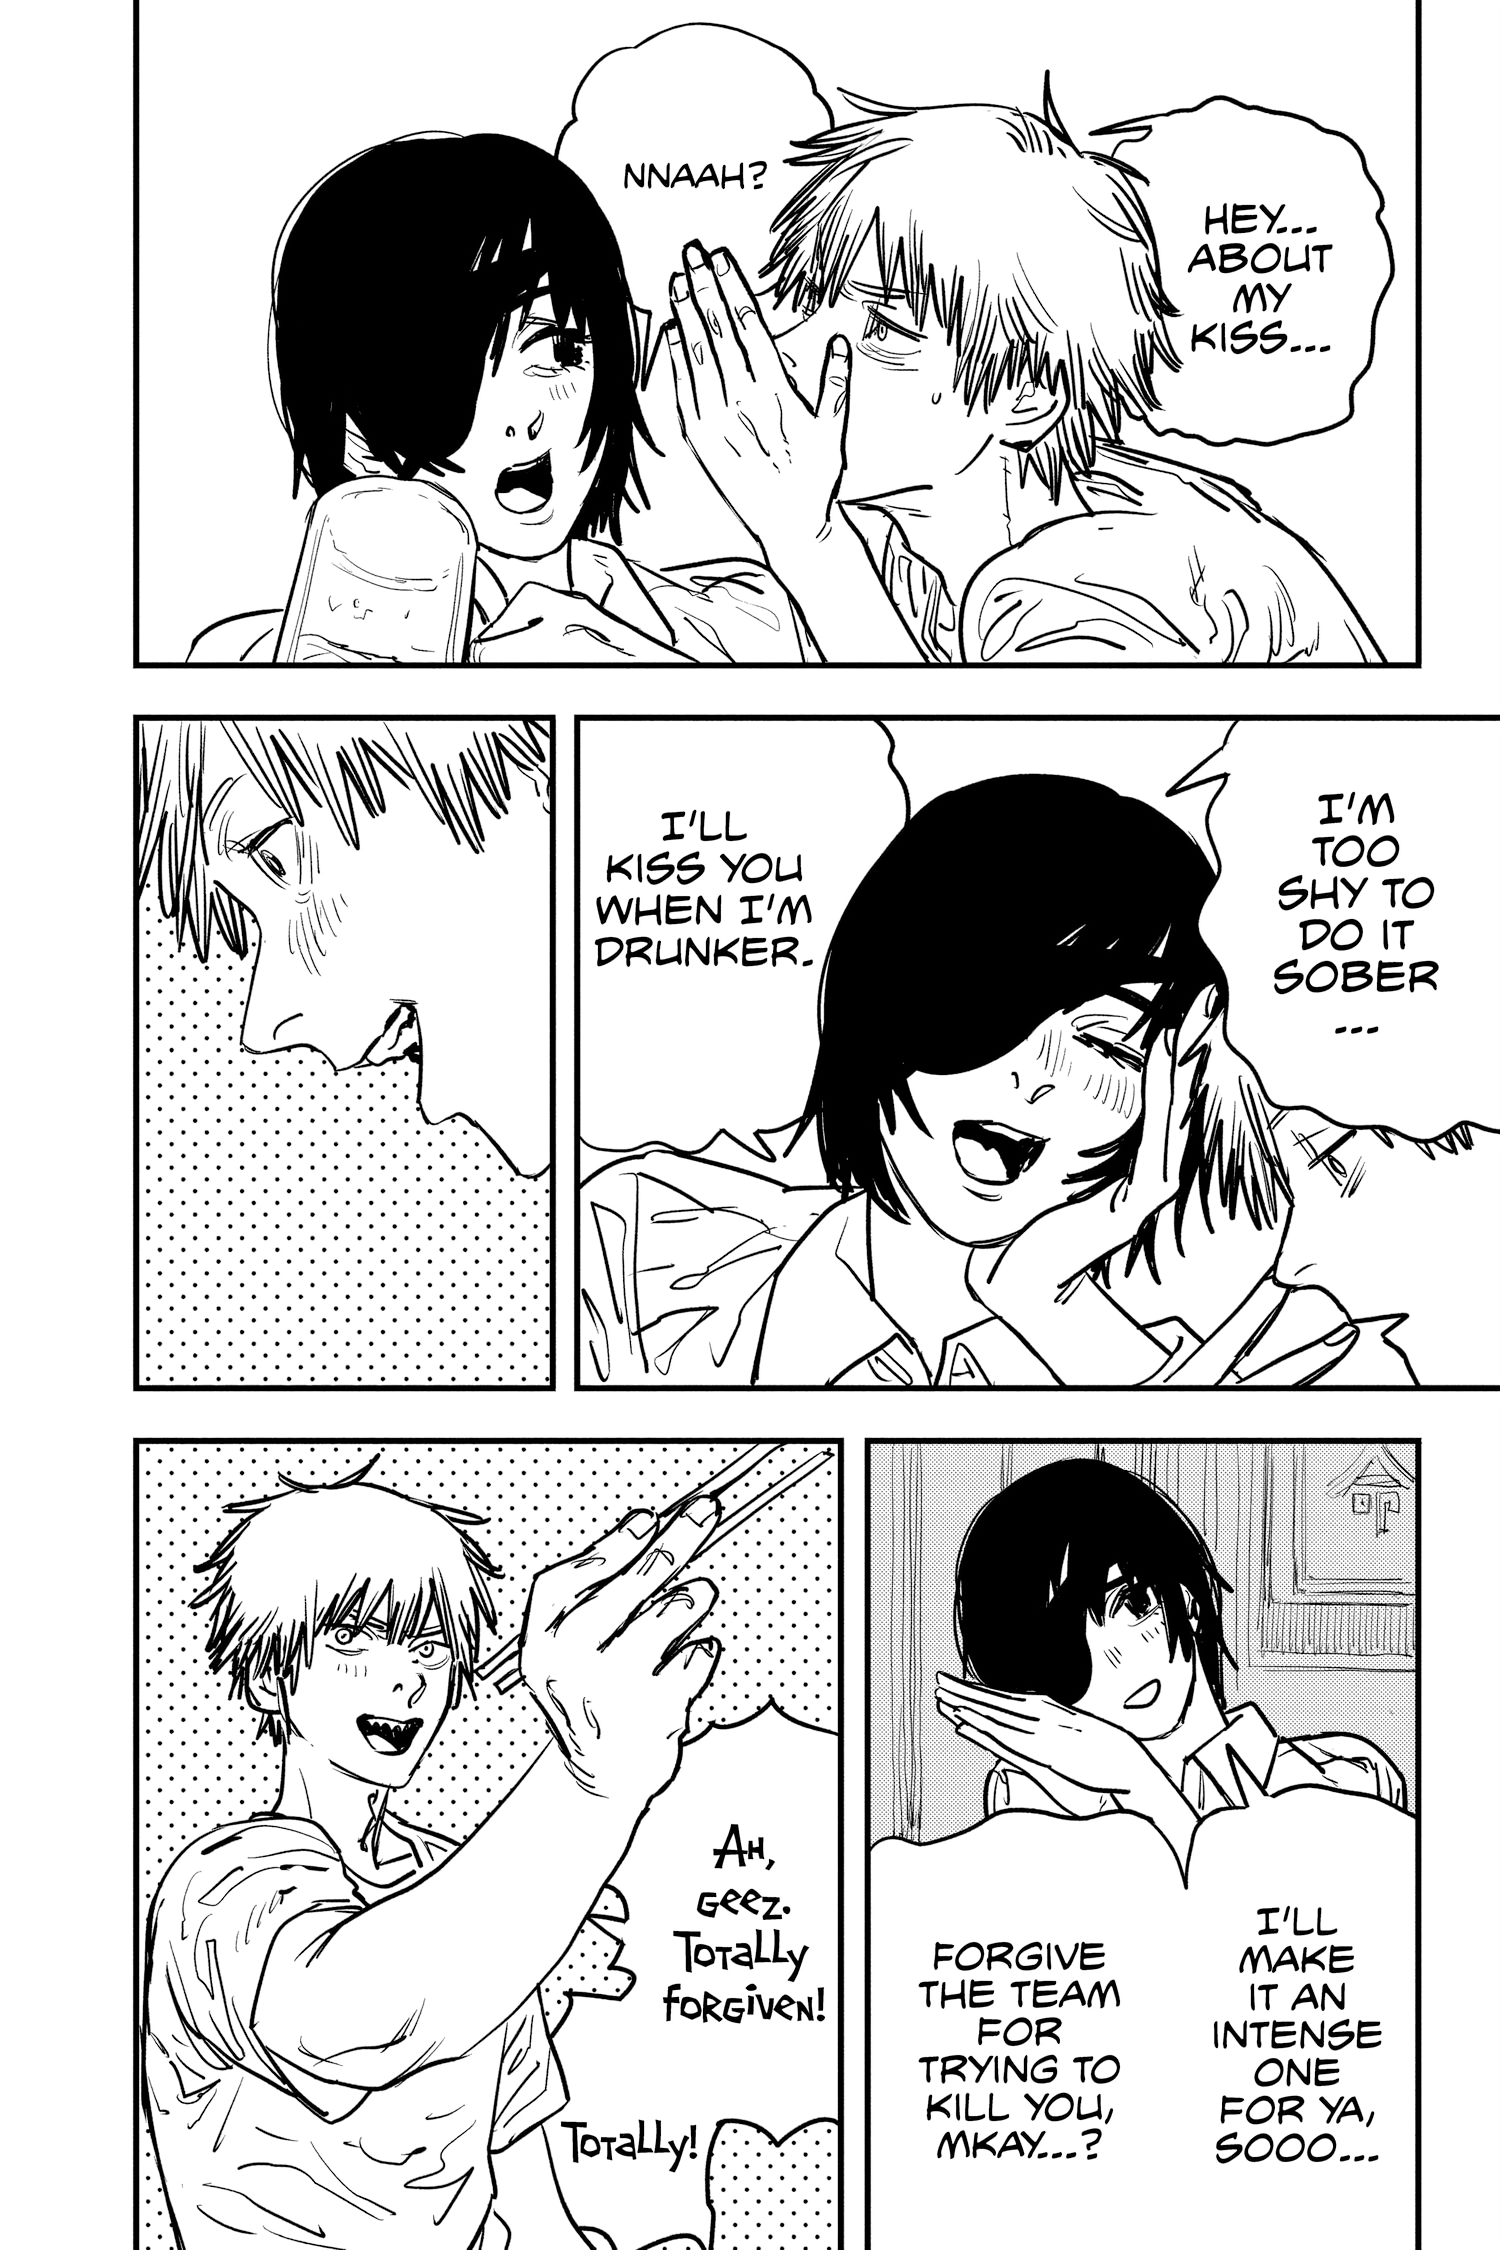 HEY...
ABOUT
MY
KISS...
NNAAH?
I'M
TOO
SHY TO
DO IT
SOBER
...
I'LL
KISS YOU
WHEN I'M
DRUNKER.
I'LL
MAKE
IT AN
INTENSE
ONE
FOR YA,
SOOO...
FORGIVE
THE TEAM
FOR
TRYING TO
KILL YOU,
MKAY...?
AH,
GEEZ.
TOTALLY
FORGIVEN!
TOTALLY!